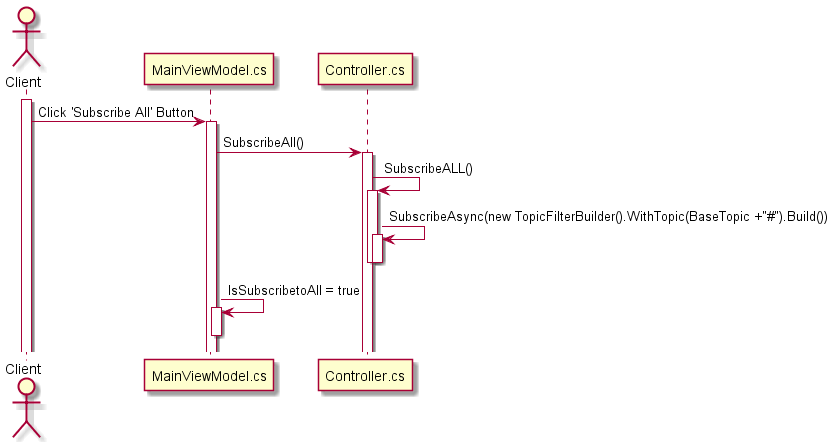 Client
MainViewModel.cs
Controller.cs
Click 'Subscribe All' Button
SubscribeAll()
SubscribeALL()
SubscribeAsync(new TopicFilterBuilder().WithTopic(BaseTopic +"#").Build())
IsSubscribetoAll = true
Client
MainViewModel.cs
Controller.cs